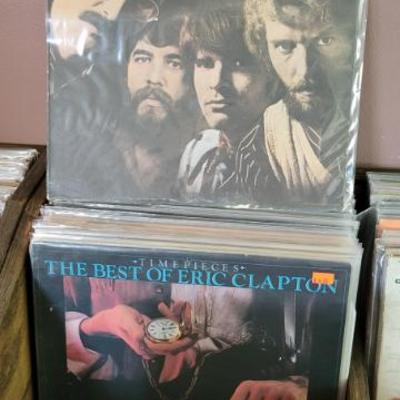 •TIMEPIECES•
THE BEST OF ERIC CLAPTON